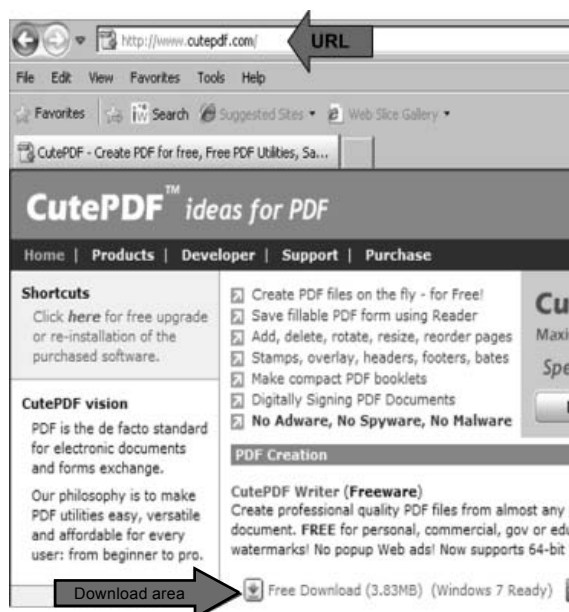 http://www.cutepdf.com/
URL
File Edit View Favorites Tools Help
Favorites Search Suggested Sites Web Slice Gallery
CutePDF - Create PDF for free, Free PDF Utilities, Sa...
CutePDF™ ideas for PDF
Home | Products | Developer | Support | Purchase
Shortcuts
Click here for free upgrade
or re-installation of the
purchased software.
CutePDF vision
PDF is the de facto standard
for electronic documents
and forms exchange.
Our philosophy is to make
PDF utilities easy, versatile
and affordable for every
user: from beginner to pro.
Create PDF files on the fly - for Free!
Save fillable PDF form using Reader
Add, delete, rotate, resize, reorder pages
Stamps, overlay, headers, footers, bates
Make compact PDF booklets
Digitally Signing PDF Documents
No Adware, No Spyware, No Malware
Cu
Maxi
Spe
PDF Creation
CutePDF Writer (Freeware)
Create professional quality PDF files from almost any
document. FREE for personal, commercial, gov or edu
watermarks! No popup Web ads! Now supports 64-bit
Download area
Free Download (3.83MB) (Windows 7 Ready)